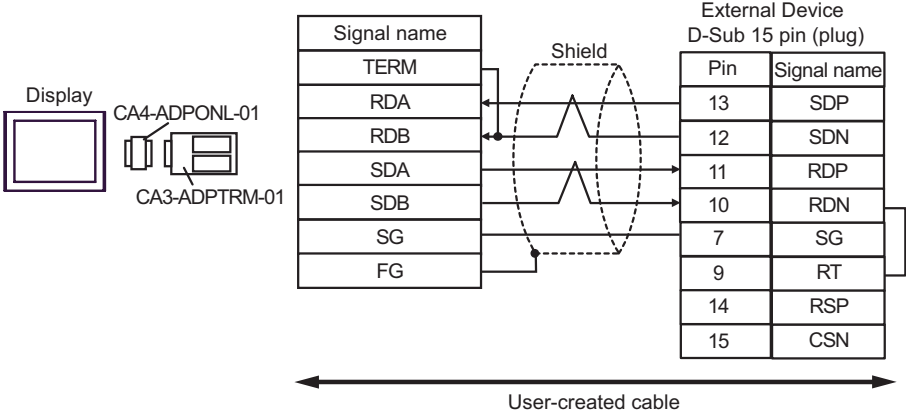 Display
CA4-ADPONL-01
CA3-ADPTRM-01
Signal name
TERM
RDA
RDB
SDA
SDB
SG
FG
Shield
External Device
D-Sub 15 pin (plug)
Pin Signal name
13 SDP
12 SDN
11 RDP
10 RDN
7 SG
9 RT
14 RSP
15 CSN
User-created cable